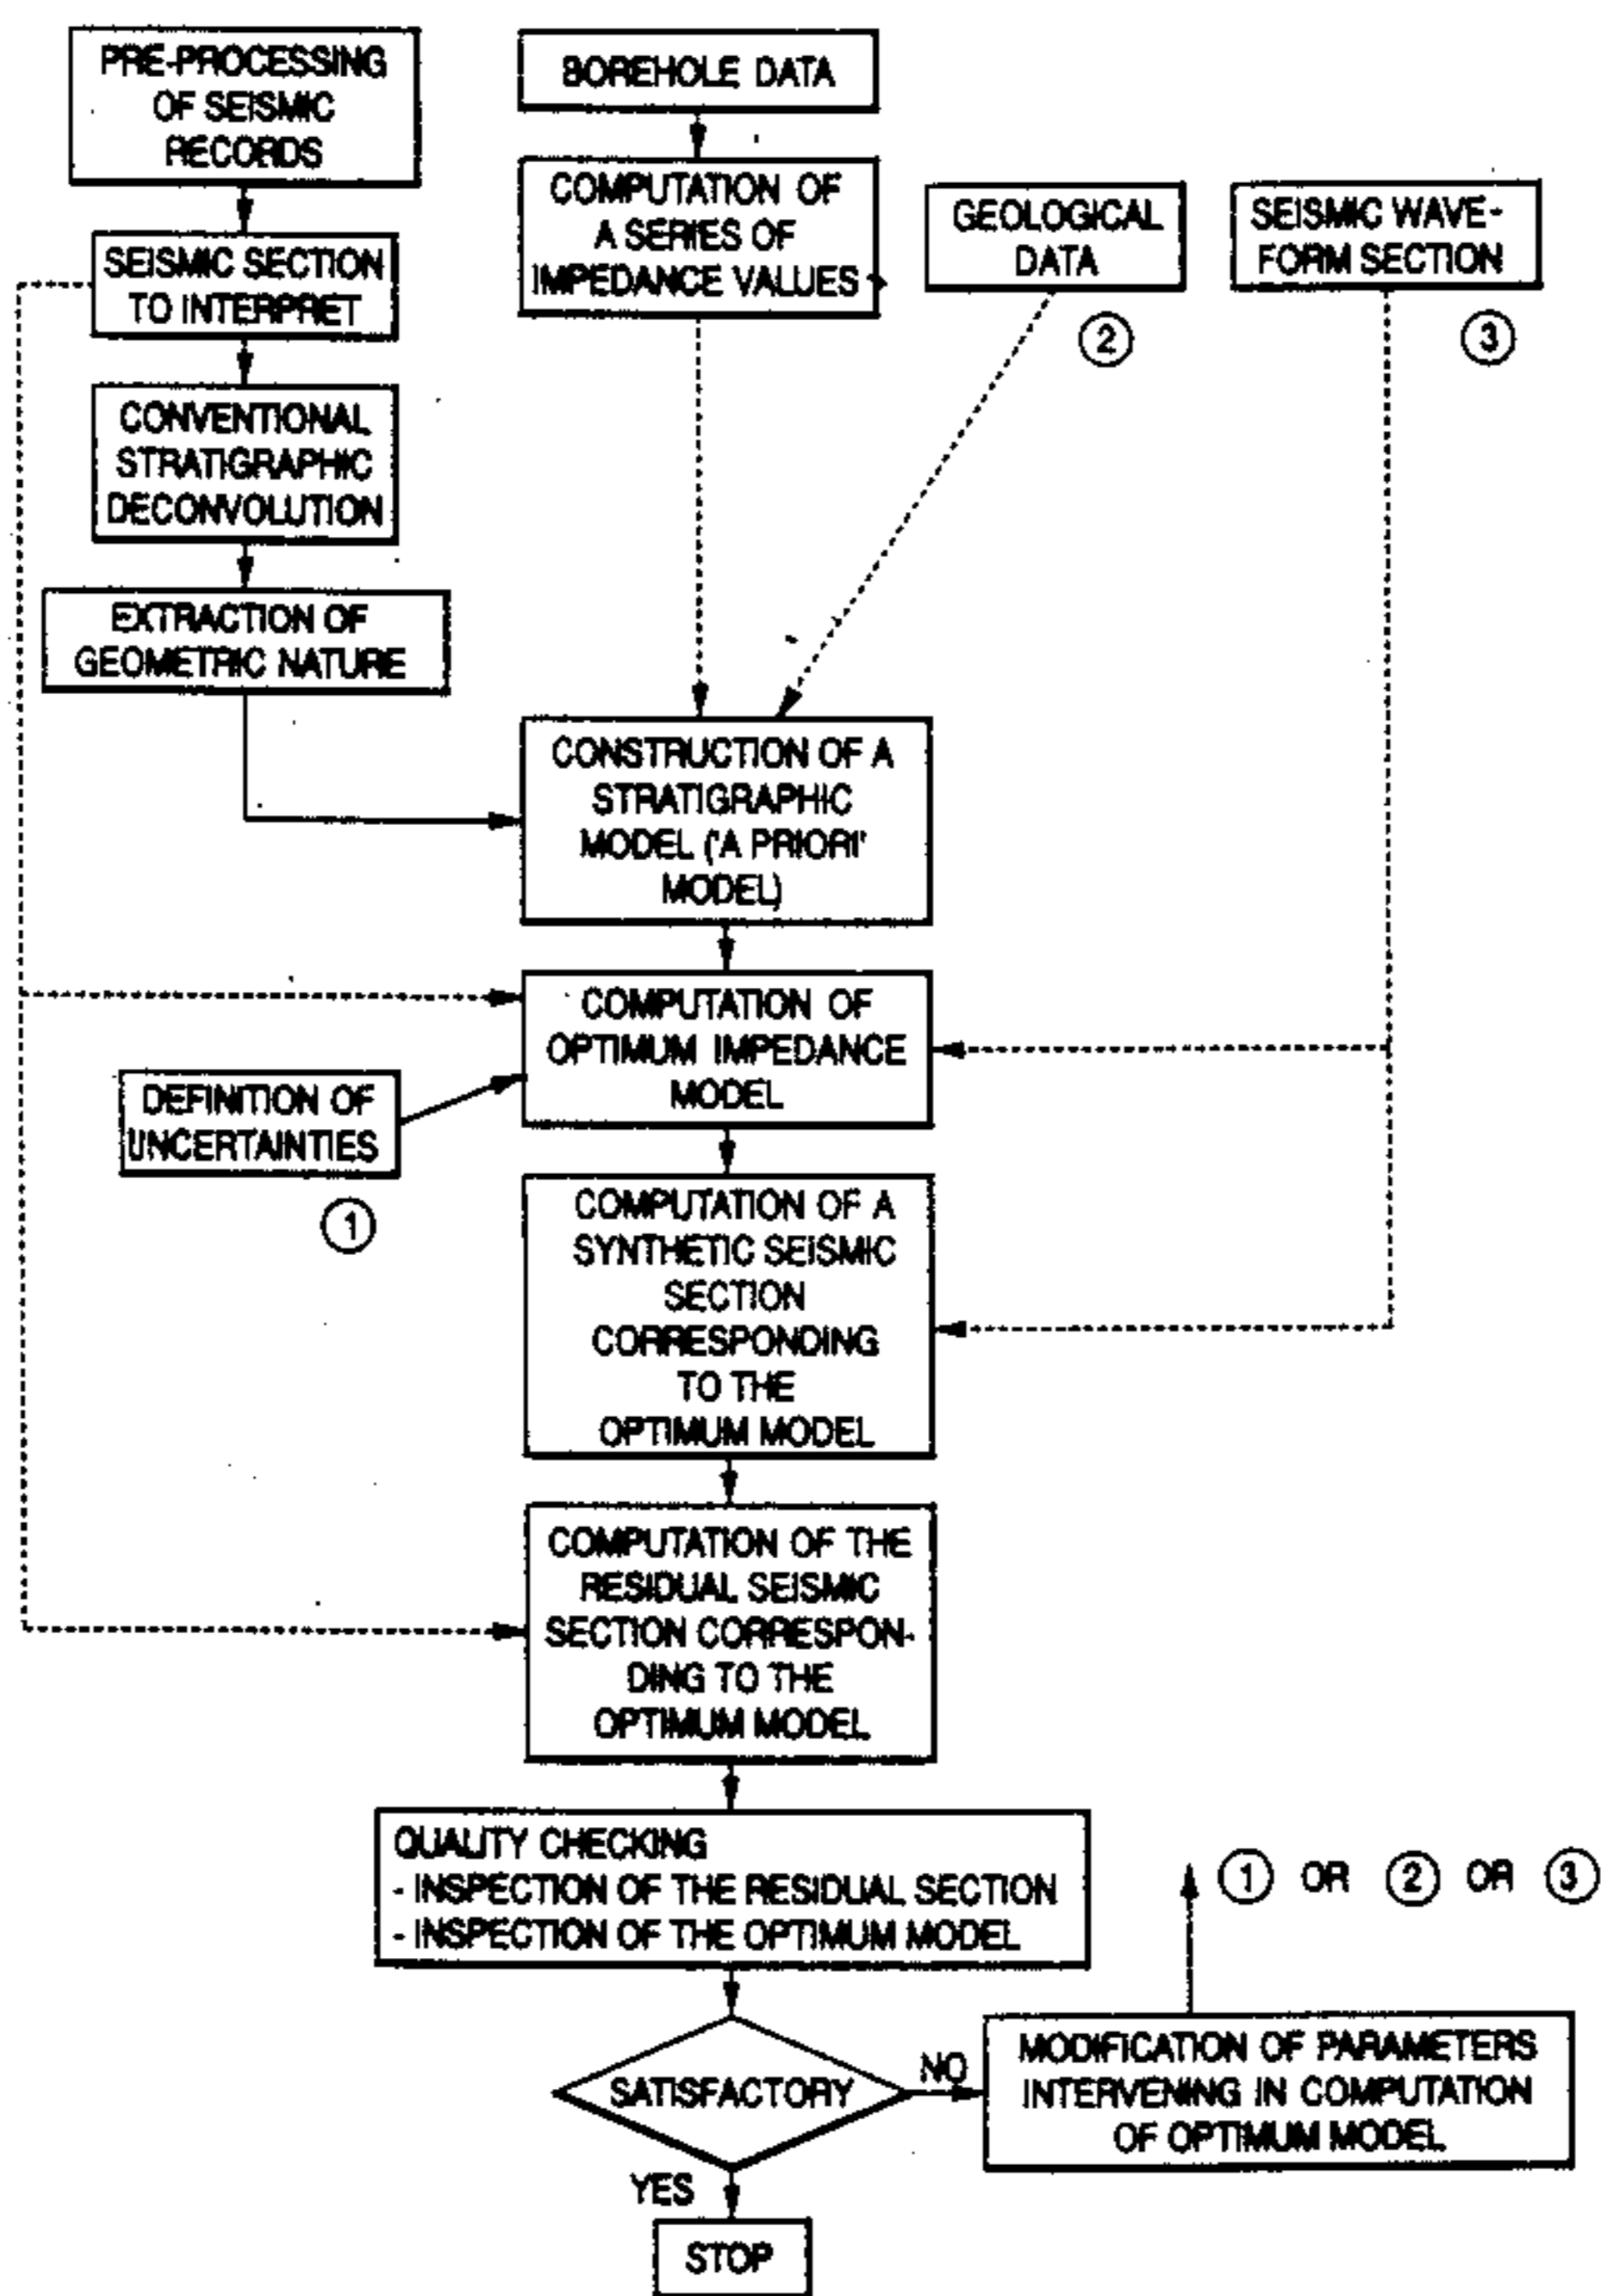 PRE-PROCESSING
OF SEISMIC
RECORDS
BOREHOLE DATA
COMPUTATION OF
A SERIES OF
IMPEDANCE VALUES
GEOLOGICAL
DATA
2
SEISMIC WAVE-
FORM SECTION
3
SEISMIC SECTION
TO INTERPRET
CONVENTIONAL
STRATIGRAPHIC
DECONVOLUTION
EXTRACTION OF
GEOMETRIC NATURE
CONSTRUCTION OF A
STRATIGRAPHIC
MODEL ('A PRIORI'
MODEL)
COMPUTATION OF
OPTIMUM IMPEDANCE
MODEL
DEFINITION OF
UNCERTAINTIES
1
COMPUTATION OF A
SYNTHETIC SEISMIC
SECTION
CORRESPONDING
TO THE
OPTIMUM MODEL
COMPUTATION OF THE
RESIDUAL SEISMIC
SECTION CORRESPON-
DING TO THE
OPTIMUM MODEL
QUALITY CHECKING
- INSPECTION OF THE RESIDUAL SECTION
- INSPECTION OF THE OPTIMUM MODEL
1 OR 2 OR 3
SATISFACTORY
NO
MODIFICATION OF PARAMETERS
INTERVENING IN COMPUTATION
OF OPTIMUM MODEL
YES
STOP